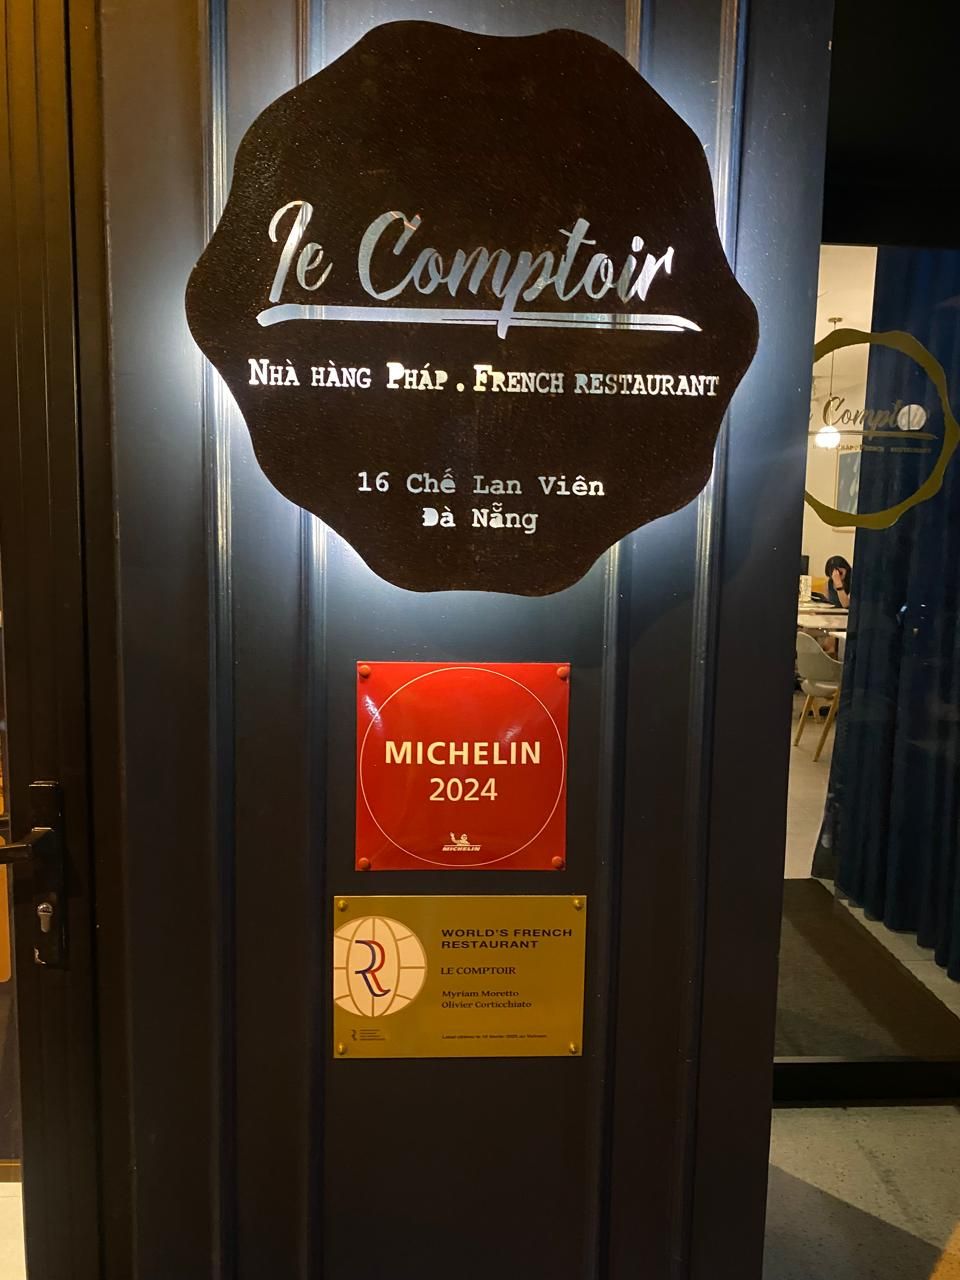 Le Comptoir
NHÀ HÀNG PHÁP . FRENCH RESTAURANT
16 Chế Lan Viên
Đà Nẵng
MICHELIN
2024
MICHELIN
WORLD'S FRENCH
RESTAURANT
LE COMPTOIR
Myriam Moretto
Olivier Corticchiato
Comptoir